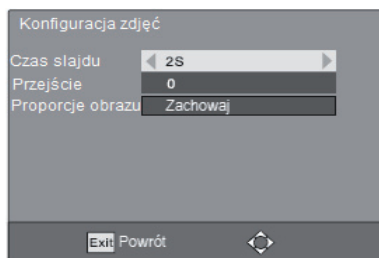 Konfiguracja zdjęć
Czas slajdu 2S
Przejście 0
Proporcje obrazu Zachowaj
Exit Powrót